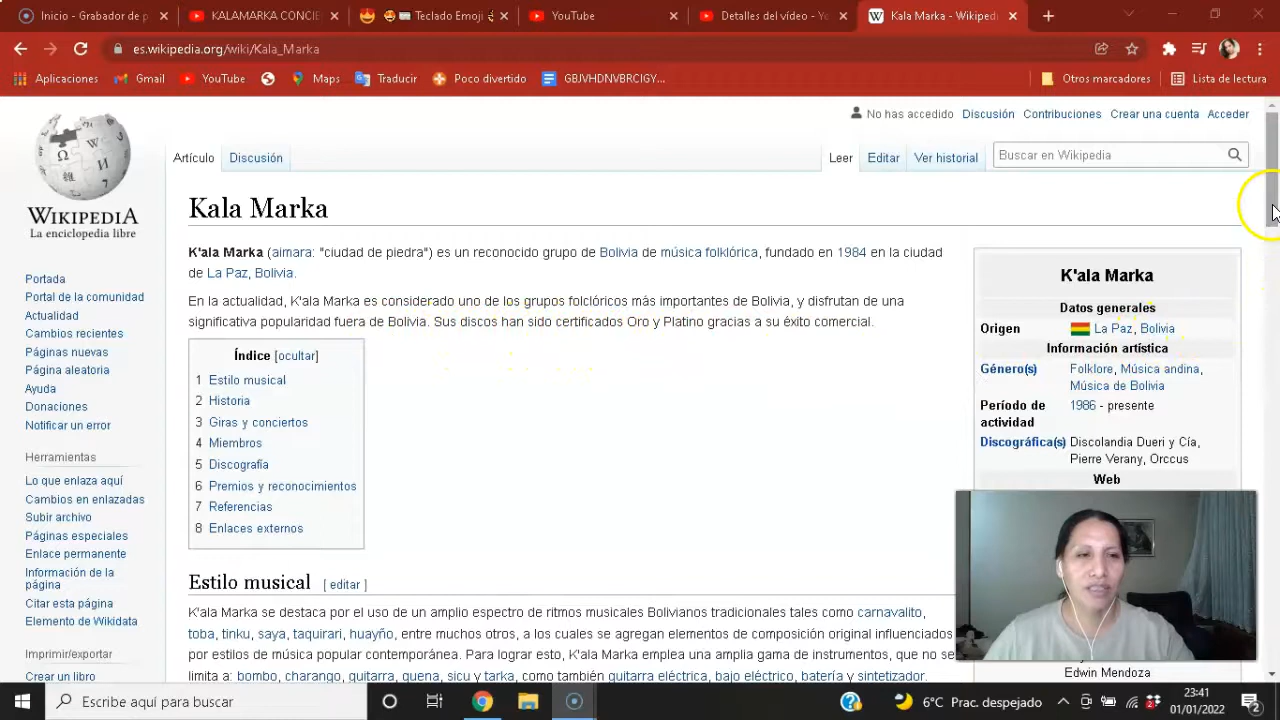 Inicio - Grabador de p
KALAMARKA CONCIE
Teclado Emoji
YouTube
Detalles del vídeo - Yo
Kala Marka - Wikiped
es.wikipedia.org/wiki/Kala_Marka
Aplicaciones
Gmail
YouTube
Maps
Traducir
Poco divertido
GBJVHDNVBRCIGY...
Otros marcadores
Lista de lectura
No has accedido Discusión Contribuciones Crear una cuenta Acceder
Artículo Discusión
Leer Editar Ver historial
Buscar en Wikipedia
WIKIPEDIA
La enciclopedia libre
Portada
Portal de la comunidad
Actualidad
Cambios recientes
Páginas nuevas
Página aleatoria
Ayuda
Donaciones
Notificar un error
Herramientas
Lo que enlaza aquí
Cambios en enlazadas
Subir archivo
Páginas especiales
Enlace permanente
Información de la
página
Citar esta página
Elemento de Wikidata
Imprimir/exportar
Crear un libro
Kala Marka
K'ala Marka (aimara: "ciudad de piedra") es un reconocido grupo de Bolivia de música folklórica, fundado en 1984 en la ciudad
de La Paz, Bolivia.
En la actualidad, K'ala Marka es considerado uno de los grupos folclóricos más importantes de Bolivia, y disfrutan de una
significativa popularidad fuera de Bolivia. Sus discos han sido certificados Oro y Platino gracias a su éxito comercial.
Índice [ocultar]
1 Estilo musical
2 Historia
3 Giras y conciertos
4 Miembros
5 Discografía
6 Premios y reconocimientos
7 Referencias
8 Enlaces externos
Estilo musical [ editar ]
K'ala Marka se destaca por el uso de un amplio espectro de ritmos musicales Bolivianos tradicionales tales como carnavalito,
toba, tinku, saya, taquirari, huayño, entre muchos otros, a los cuales se agregan elementos de composición original influenciados
por estilos de música popular contemporánea. Para lograr esto, K'ala Marka emplea una amplia gama de instrumentos, que no se
limita a: bombo, charango, guitarra, quena, sicu y tarka, como también guitarra eléctrica, bajo eléctrico, batería y sintetizador.
K'ala Marka
Datos generales
Origen La Paz, Bolivia
Información artística
Género(s) Folklore, Música andina,
Música de Bolivia
Período de 1986 - presente
actividad
Discográfica(s) Discolandia Dueri y Cía,
Pierre Verany, Orccus
Web
Edwin Mendoza
Escribe aquí para buscar
6°C Prac. despejado
23:41
01/01/2022
2